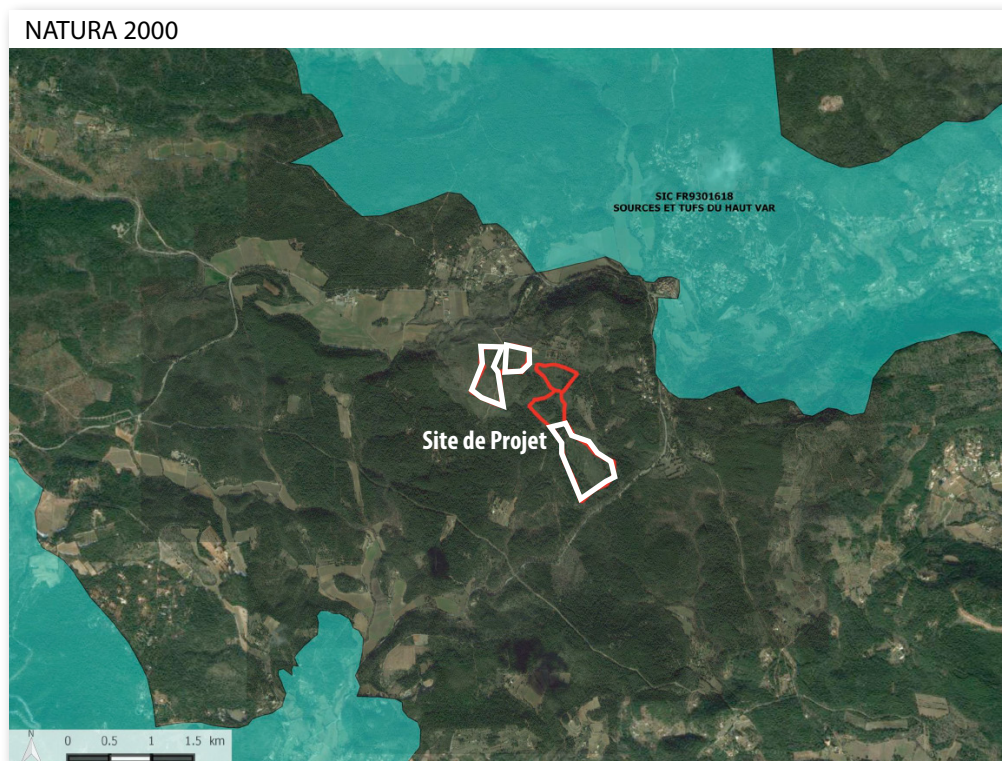 NATURA 2000
SIC FR9301618
SOURCES ET TUFS DU HAUT VAR
Site de Projet
N
0 0.5 1 1.5 km